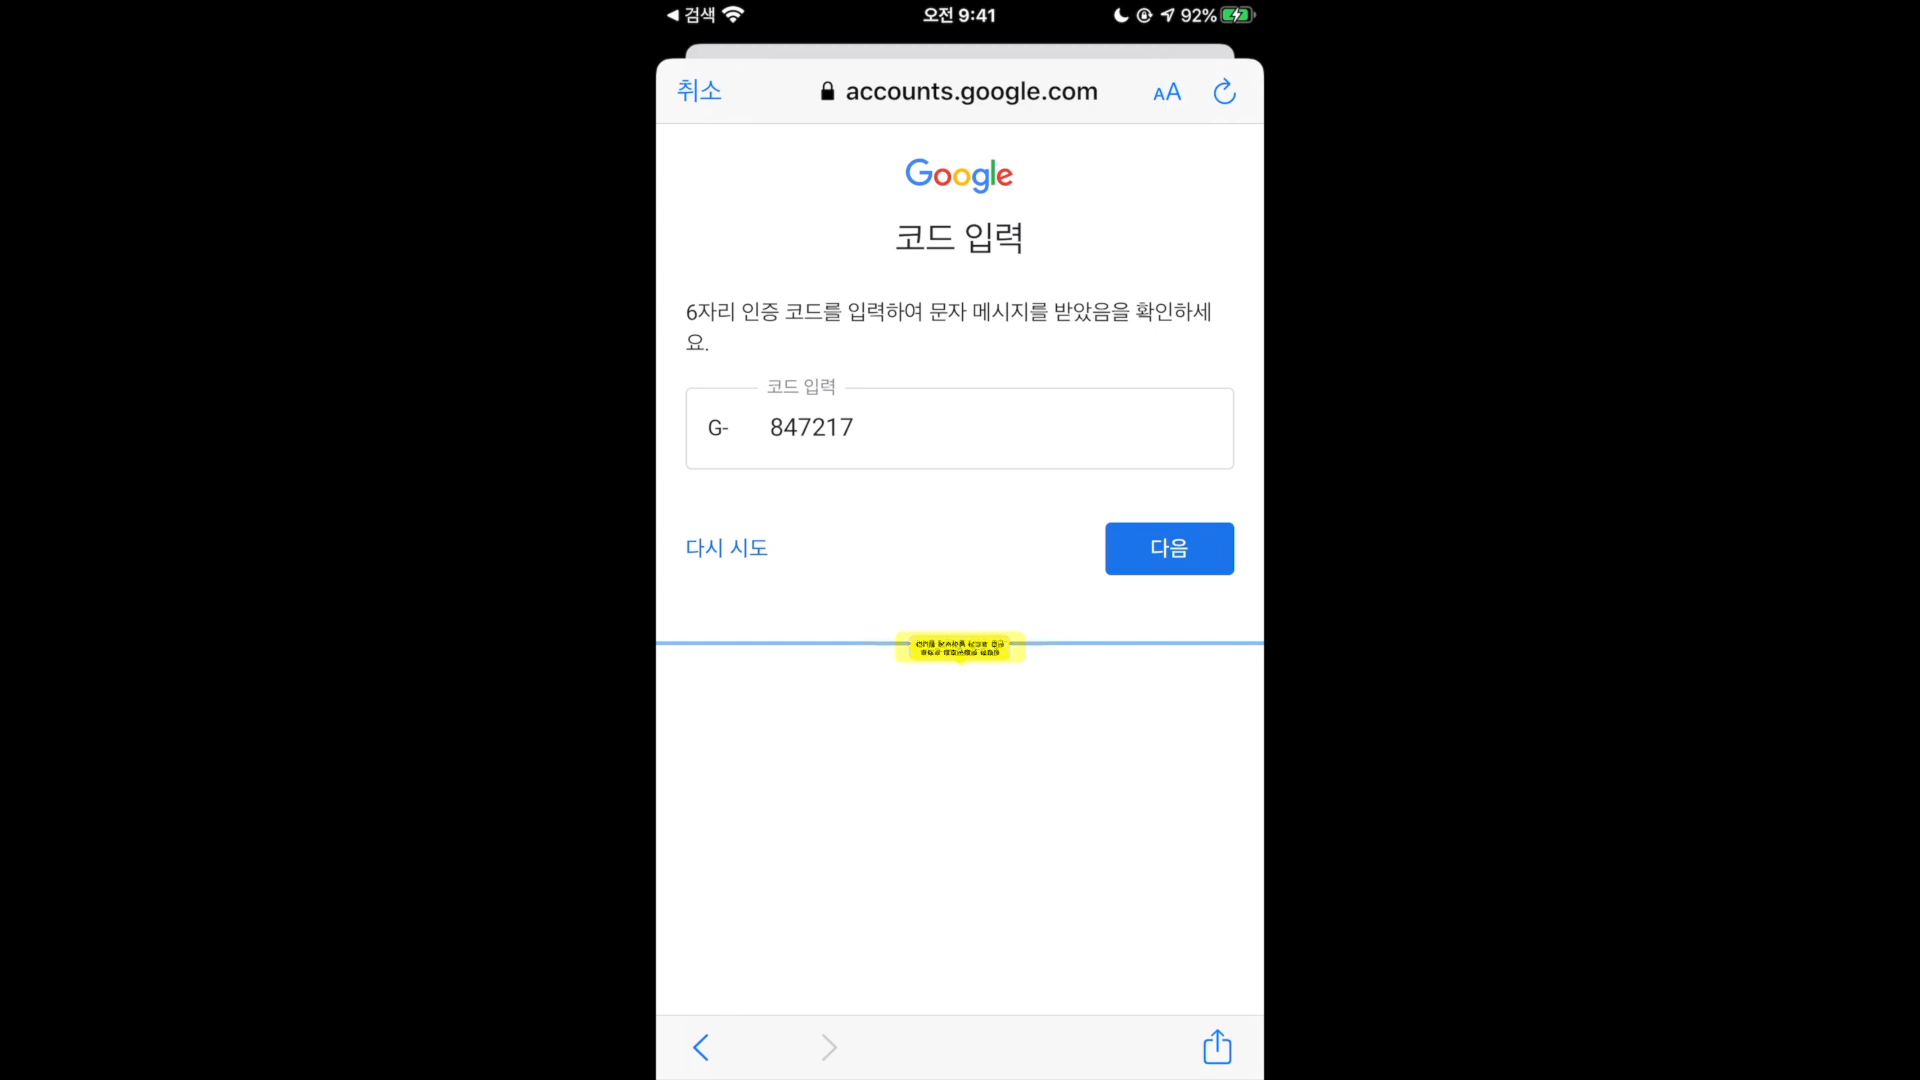 검색
오전 9:41
92%
취소
accounts.google.com
AA
Google
코드 입력
6자리 인증 코드를 입력하여 문자 메시지를 받았음을 확인하세
요.
코드 입력
G- 847217
다시 시도
다음